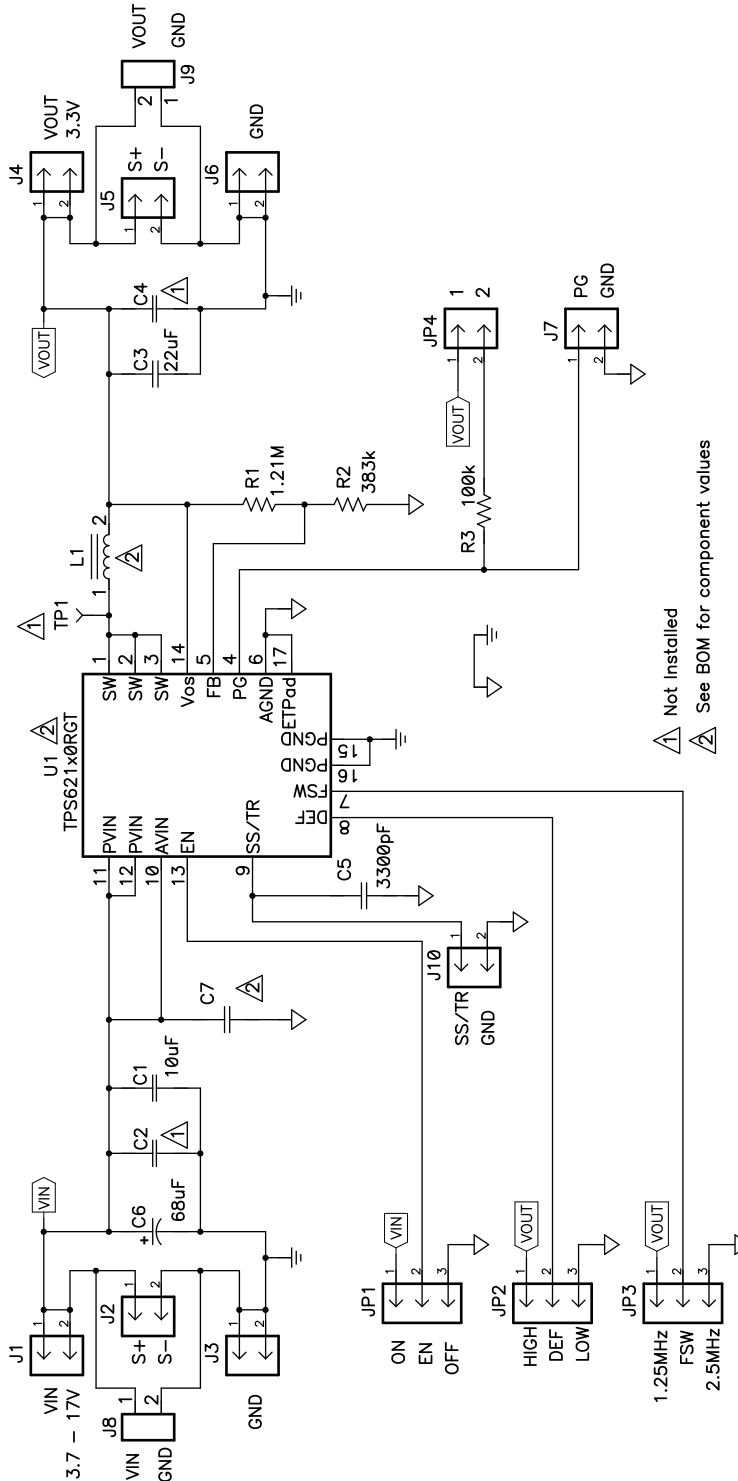 J1
1
2
VIN
3.7 – 17V
J8
1
2
VIN
GND
J2
1
2
S+
S-
J3
1
2
GND
VIN
C6
+
68uF
C2
1
C1
10uF
C7
2
U1
2
TPS621x0RGT
11
PVIN
12
PVIN
10
AVIN
13
EN
9
SS/TR
SW
1
SW
2
SW
3
Vos
14
FB
5
PG
4
AGND
6
ETPad
17
PGND
15
PGND
16
FSW
7
DEF
8
C5
3300pF
J10
1
2
SS/TR
GND
1
TP1
L1
1
2
2
R1
1.21M
R2
383k
C3
22uF
C4
1
VOUT
J4
1
2
VOUT
3.3V
J5
1
2
S+
S-
J9
2
1
VOUT
GND
J6
1
2
GND
R3
100k
VOUT
JP4
1
2
1
2
J7
1
2
PG
GND
JP1
ON
EN
OFF
1
2
3
VIN
JP2
HIGH
DEF
LOW
1
2
3
VOUT
JP3
1.25MHz
FSW
2.5MHz
1
2
3
VOUT
1 Not Installed
2 See BOM for component values